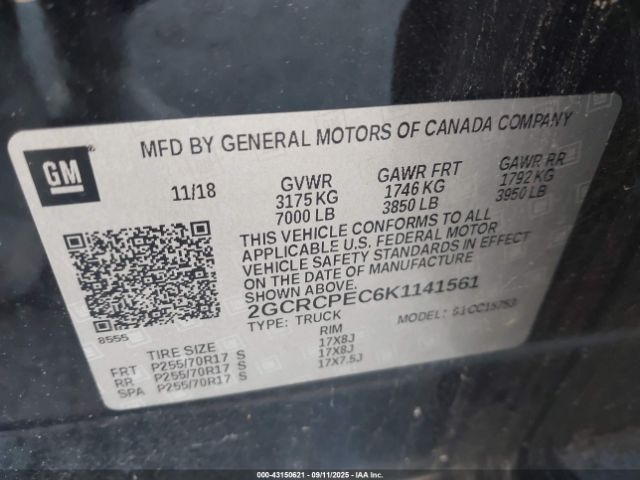 MFD BY GENERAL MOTORS OF CANADA COMPANY
GM
11/18
GVWR
3175 KG
7000 LB
GAWR FRT
1746 KG
3850 LB
GAWR RR
1792 KG
3950 LB
THIS VEHICLE CONFORMS TO ALL
APPLICABLE U.S. FEDERAL MOTOR
VEHICLE SAFETY STANDARDS IN EFFECT
ON THE DATE OF MANUFACTURE
SHOWN ABOVE.
2GCRCPEC6K1141561
TYPE: TRUCK
MODEL:
8555
TIRE SIZE
RIM
FRT P255/70R17 S 17X8J
RR P255/70R17 S 17X8J
SPA P255/70R17 S 17X7.5J
000-43150621 - 09/11/2025 - IAA Inc.